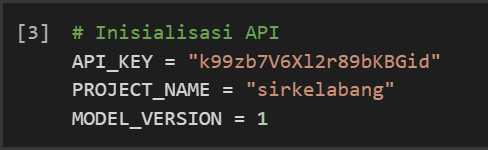 [3] # Inisialisasi API
API_KEY = "k99zb7V6Xl2r89bKBGid"
PROJECT_NAME = "sirkelabang"
MODEL_VERSION = 1